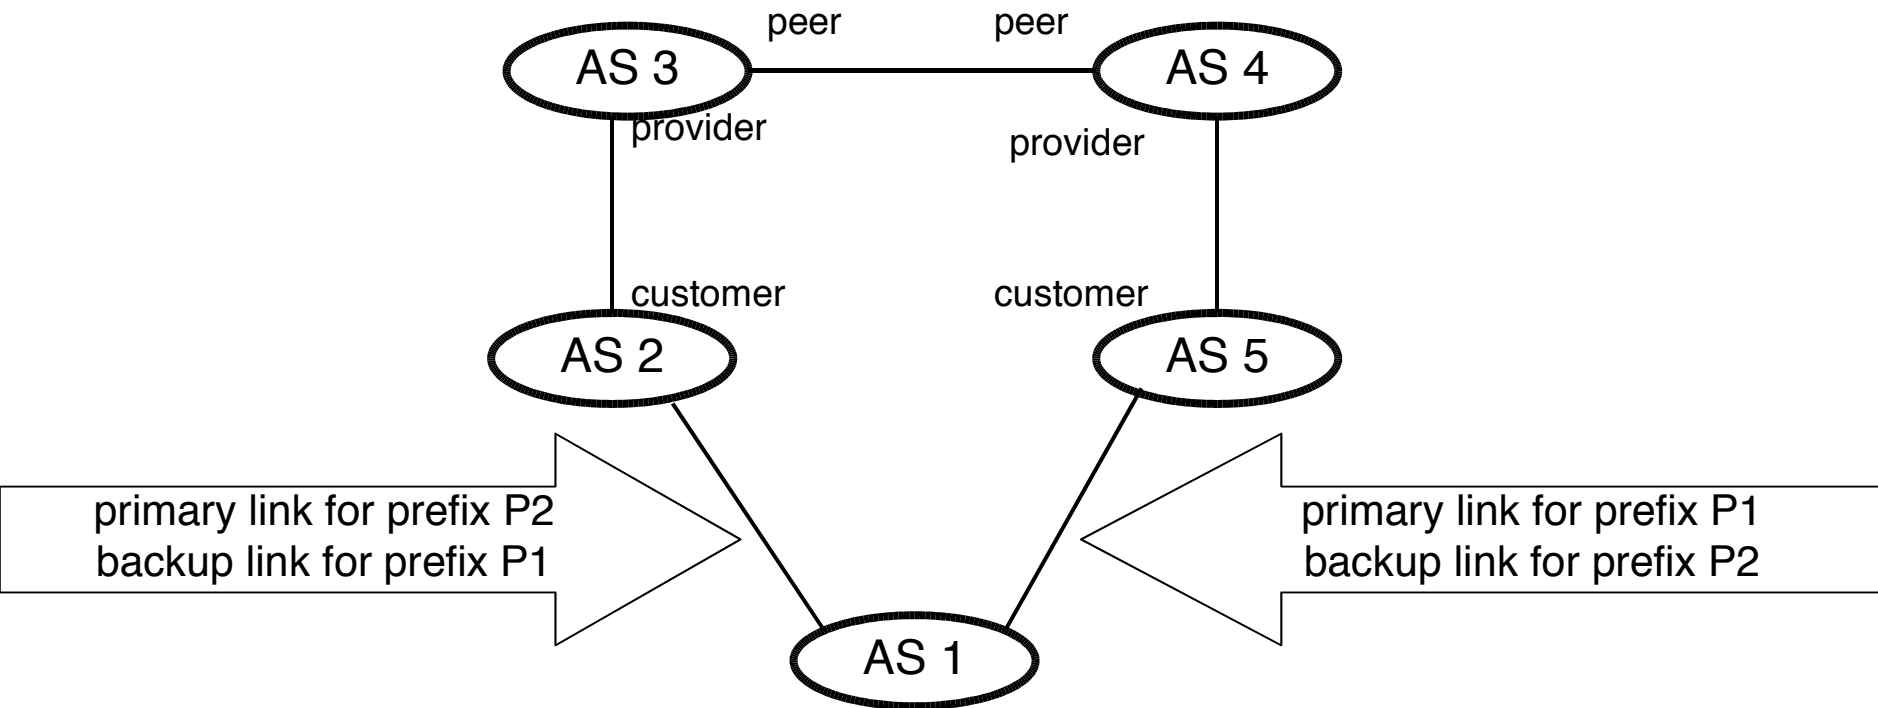 peer
peer
AS 3
AS 4
provider
provider
customer
customer
AS 2
AS 5
primary link for prefix P2
backup link for prefix P1
primary link for prefix P1
backup link for prefix P2
AS 1